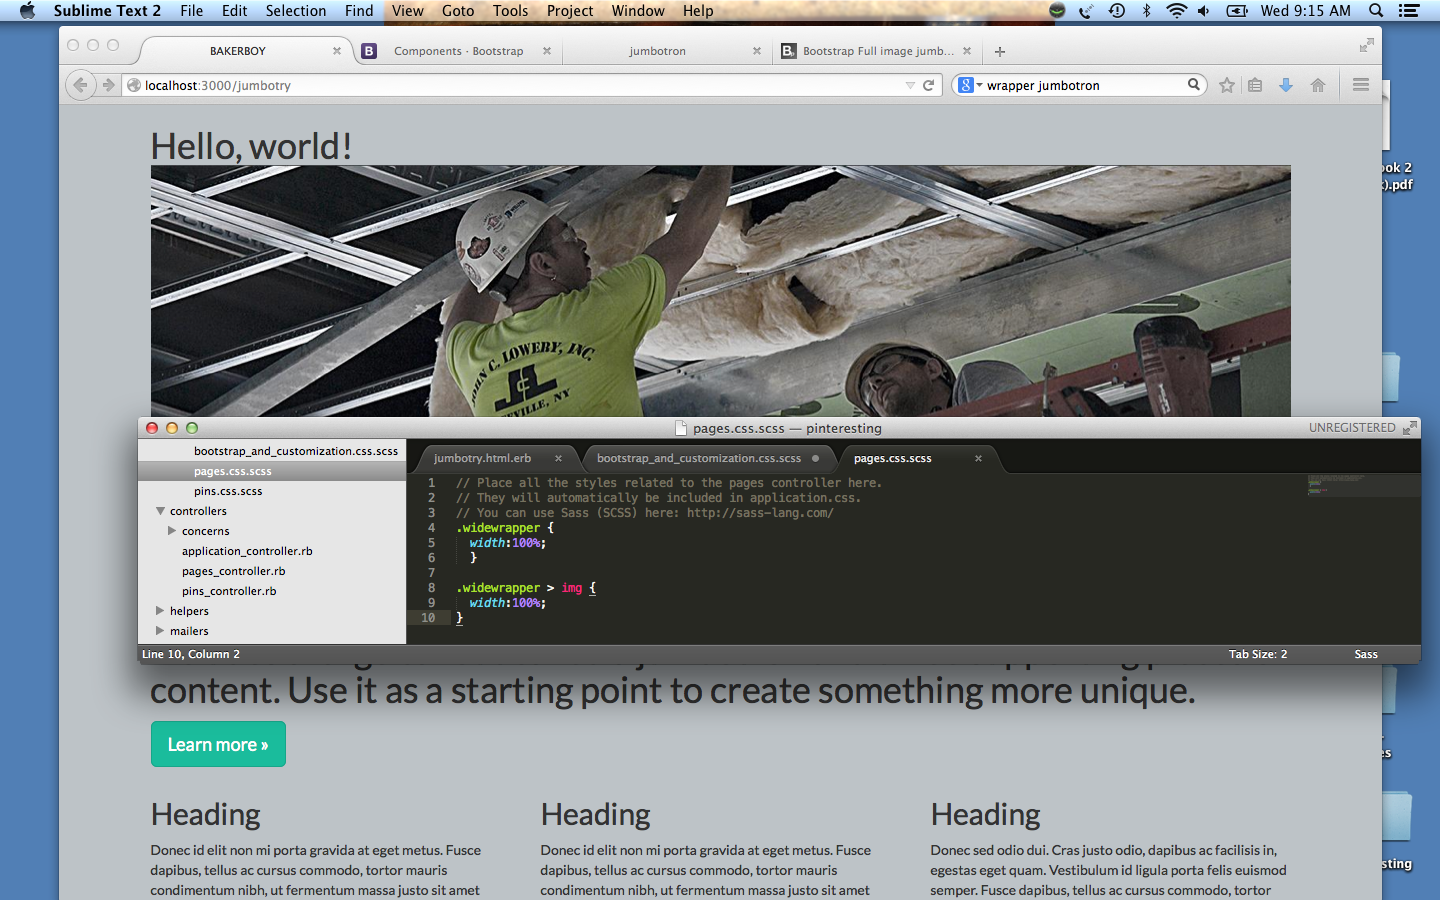 Sublime Text 2 File Edit Selection Find View Goto Tools Project Window Help Wed 9:15 AM
BAKERBOY
Components · Bootstrap
jumbotron
Bootstrap Full image jumb...
localhost:3000/jumbotry
wrapper jumbotron
Hello, world!
ook 2
).pdf
JOHN C. LOWERY, INC.
EVILLE, NY
pages.css.scss — pinteresting
UNREGISTERED
bootstrap_and_customization.css.scss
pages.css.scss
pins.css.scss
controllers
concerns
application_controller.rb
pages_controller.rb
pins_controller.rb
helpers
mailers
jumbotry.html.erb
bootstrap_and_customization.css.scss
pages.css.scss
1 // Place all the styles related to the pages controller here.
2 // They will automatically be included in application.css.
3 // You can use Sass (SCSS) here: http://sass-lang.com/
4 .widewrapper {
5 width:100%;
6 }
7
8 .widewrapper > img {
9 width:100%;
10 }
Line 10, Column 2
Tab Size: 2
Sass
content. Use it as a starting point to create something more unique.
Learn more »
es
sting
Heading
Donec id elit non mi porta gravida at eget metus. Fusce
dapibus, tellus ac cursus commodo, tortor mauris
condimentum nibh, ut fermentum massa justo sit amet
Heading
Donec id elit non mi porta gravida at eget metus. Fusce
dapibus, tellus ac cursus commodo, tortor mauris
condimentum nibh, ut fermentum massa justo sit amet
Heading
Donec sed odio dui. Cras justo odio, dapibus ac facilisis in,
egestas eget quam. Vestibulum id ligula porta felis euismod
semper. Fusce dapibus, tellus ac cursus commodo, tortor